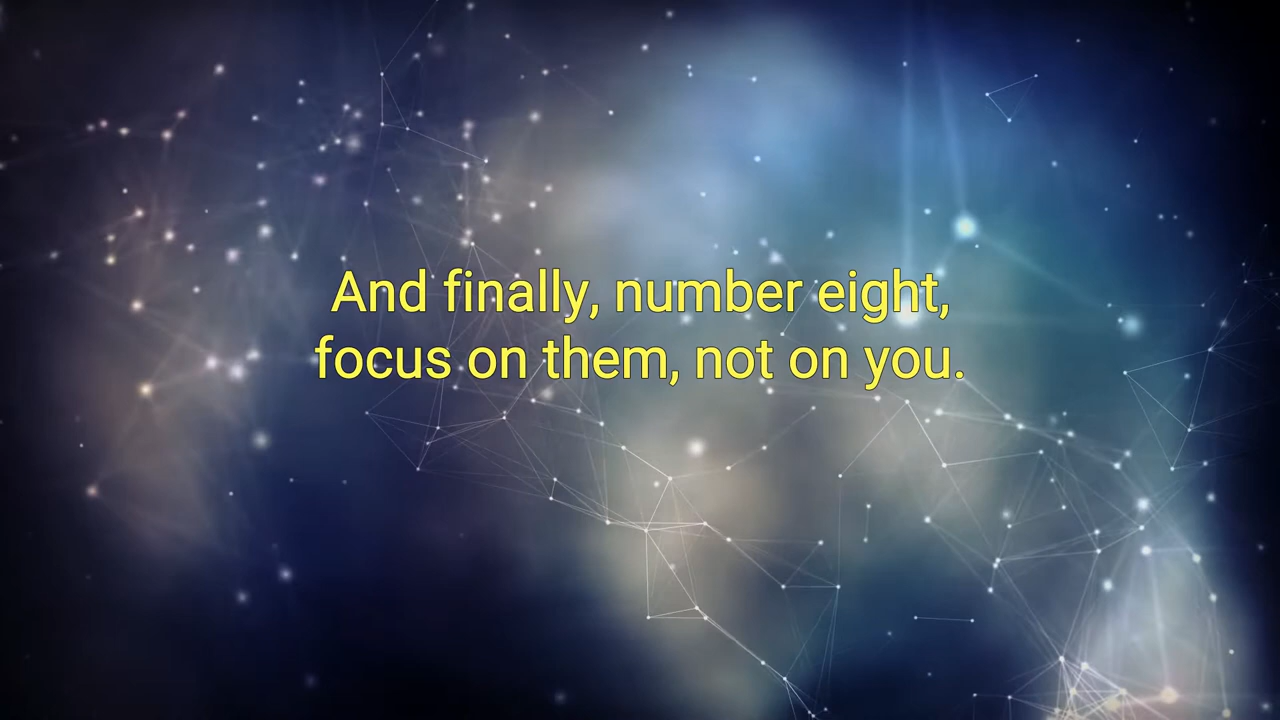 And finally, number eight,
focus on them, not on you.